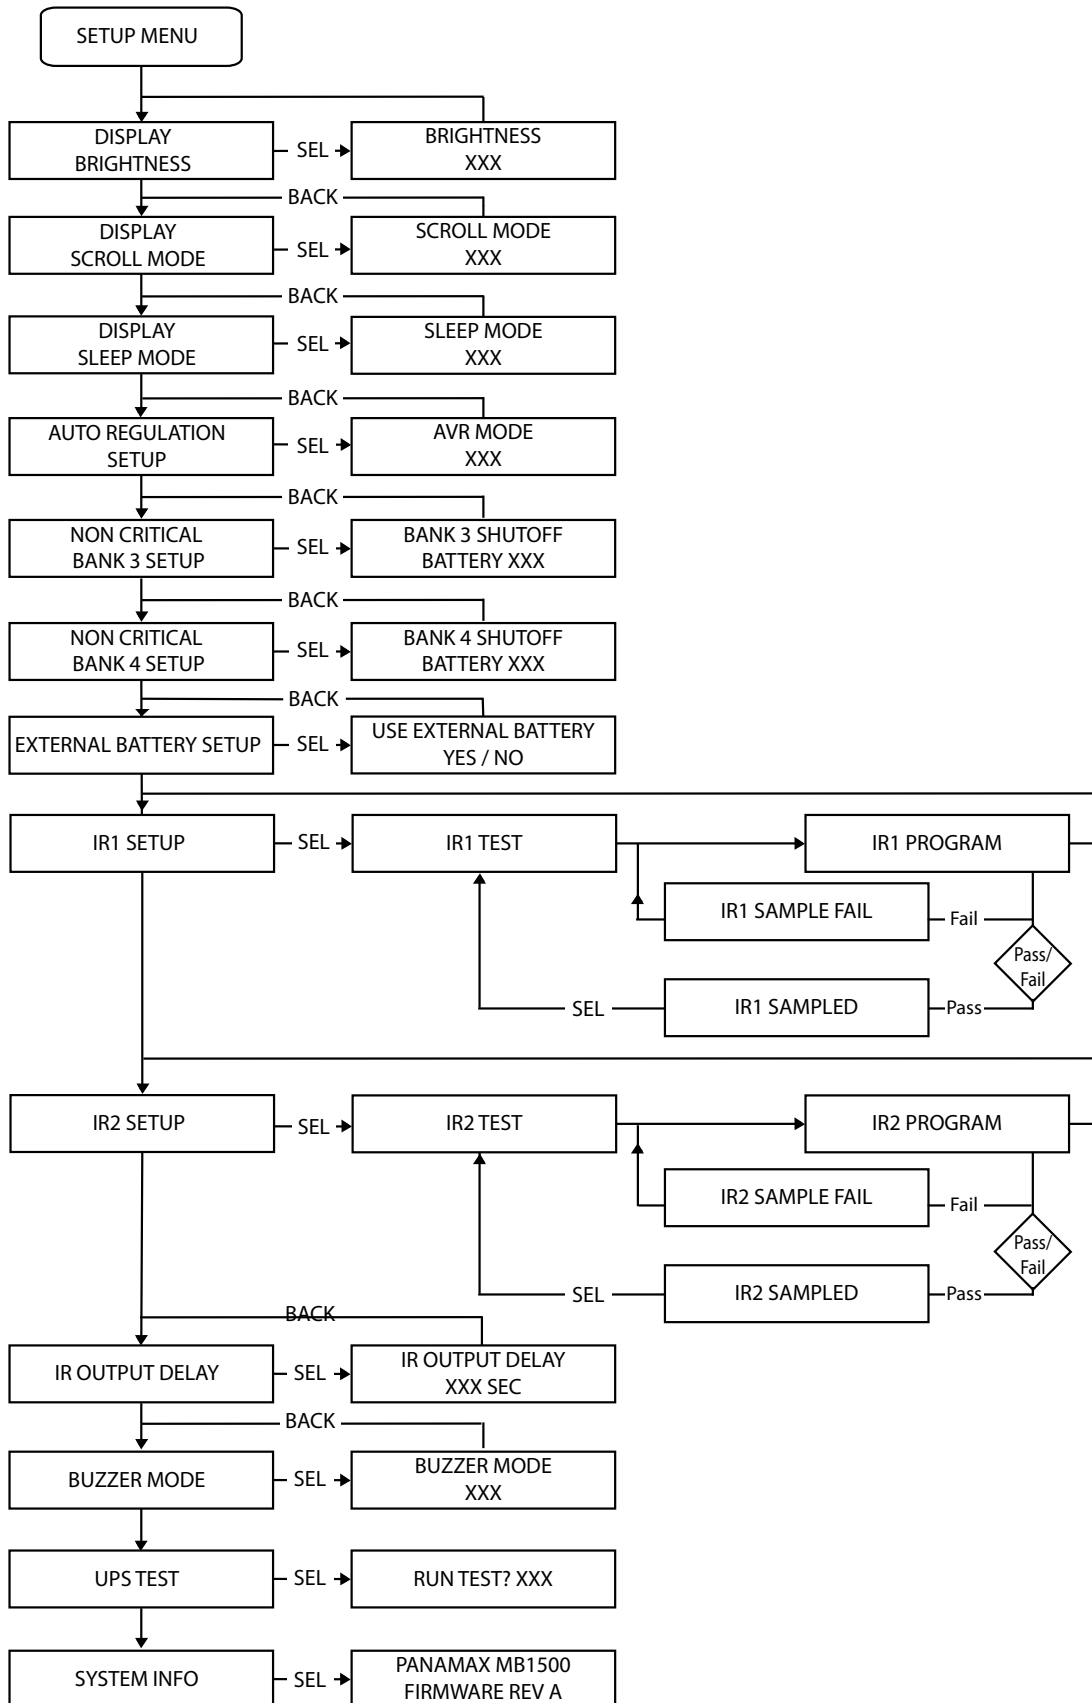 SETUP MENU
DISPLAY
BRIGHTNESS
SEL
BRIGHTNESS
XXX
BACK
DISPLAY
SCROLL MODE
SEL
SCROLL MODE
XXX
BACK
DISPLAY
SLEEP MODE
SEL
SLEEP MODE
XXX
BACK
AUTO REGULATION
SETUP
SEL
AVR MODE
XXX
BACK
NON CRITICAL
BANK 3 SETUP
SEL
BANK 3 SHUTOFF
BATTERY XXX
BACK
NON CRITICAL
BANK 4 SETUP
SEL
BANK 4 SHUTOFF
BATTERY XXX
BACK
EXTERNAL BATTERY SETUP
SEL
USE EXTERNAL BATTERY
YES / NO
IR1 SETUP
SEL
IR1 TEST
IR1 PROGRAM
IR1 SAMPLE FAIL
Fail
Pass/
Fail
SEL
IR1 SAMPLED
Pass
IR2 SETUP
SEL
IR2 TEST
IR2 PROGRAM
IR2 SAMPLE FAIL
Fail
Pass/
Fail
SEL
IR2 SAMPLED
Pass
BACK
IR OUTPUT DELAY
SEL
IR OUTPUT DELAY
XXX SEC
BACK
BUZZER MODE
SEL
BUZZER MODE
XXX
UPS TEST
SEL
RUN TEST? XXX
SYSTEM INFO
SEL
PANAMAX MB1500
FIRMWARE REV A